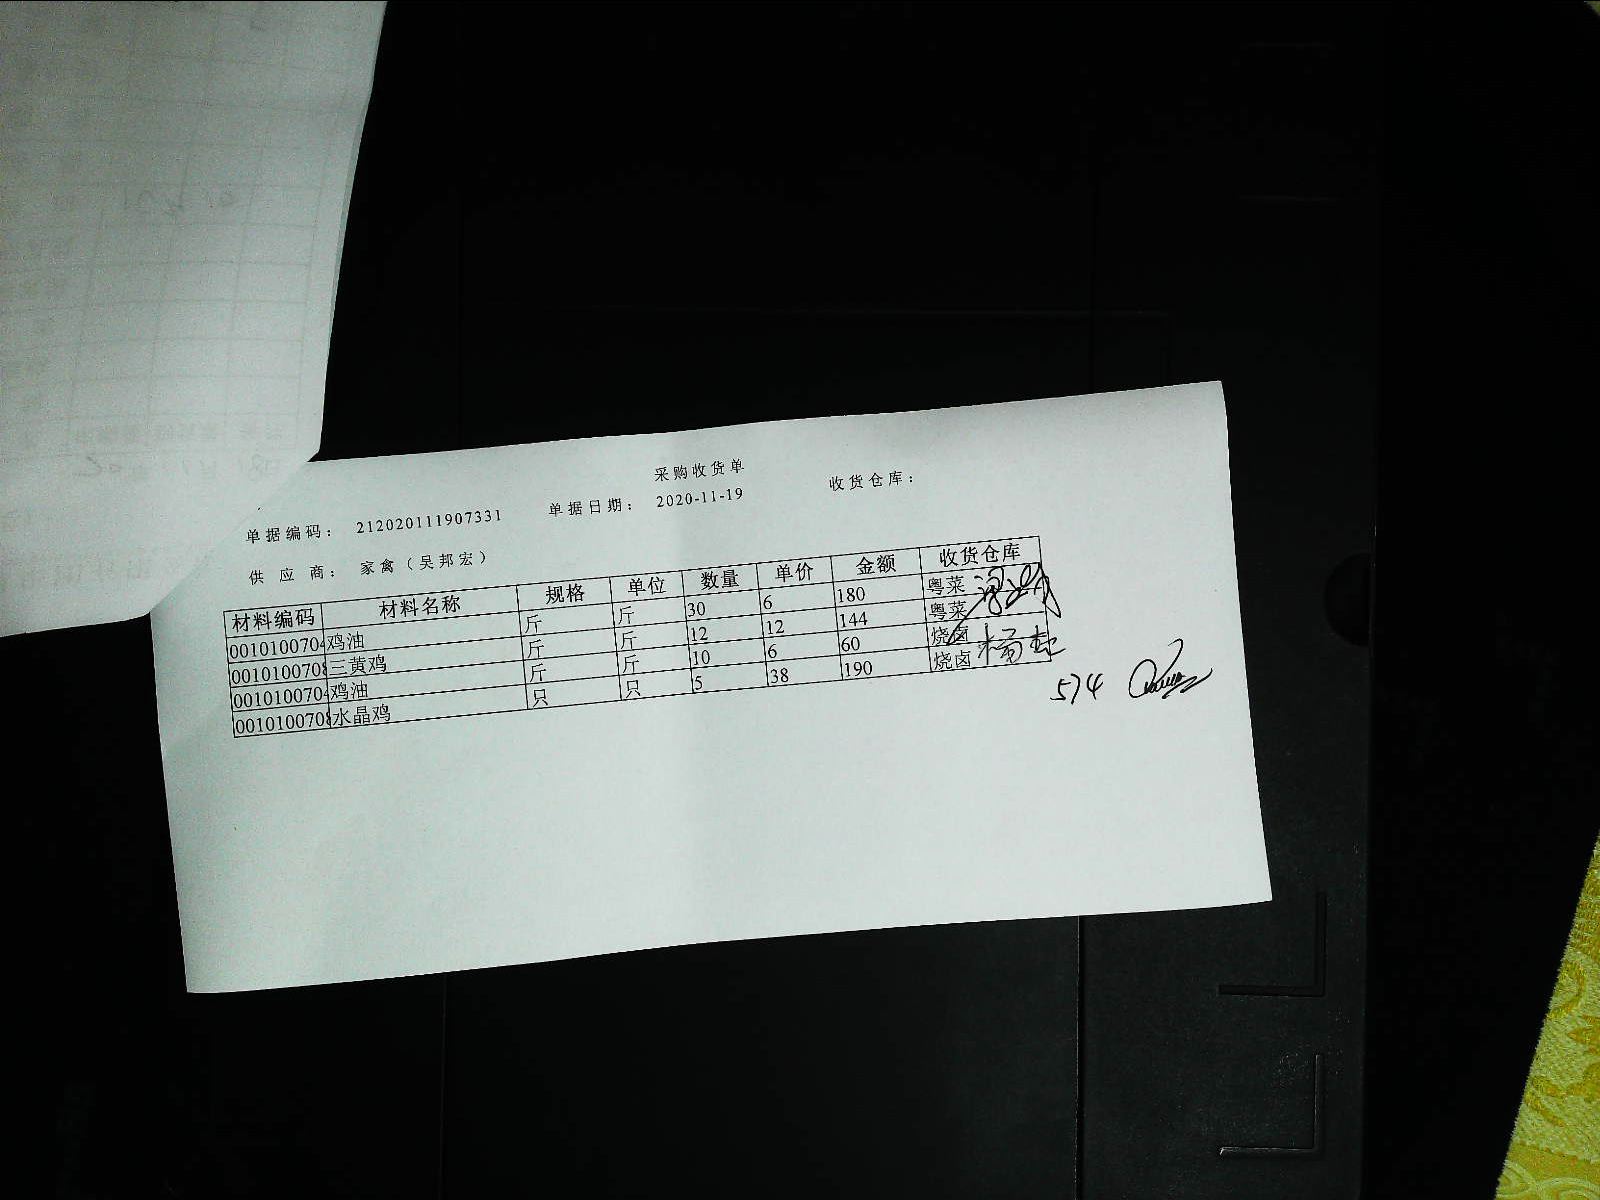 采购收货单
单据编码： 212020111907331 单据日期： 2020-11-19 收货仓库：
供 应 商： 家禽（吴邦宏）
材料编码 材料名称 规格 单位 数量 单价 金额 收货仓库
0010100704 鸡油 斤 斤 30 6 180 粤菜
0010100708 三黄鸡 斤 斤 12 12 144 粤菜
0010100704 鸡油 斤 斤 10 6 60 烧卤
0010100708 水晶鸡 只 只 5 38 190 烧卤
574